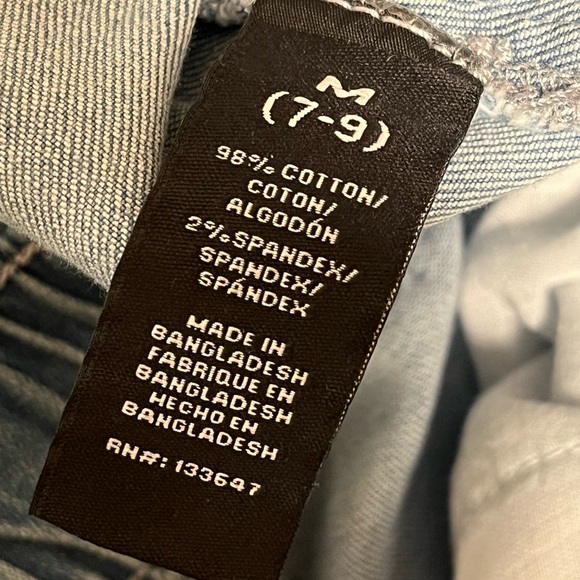 M
(7-9)
98% COTTON/
COTON/
ALGODÓN
2% SPANDEX/
SPANDEX/
SPÁNDEX
MADE IN
BANGLADESH
FABRIQUE EN
BANGLADESH
HECHO EN
BANGLADESH
RN#: 133647